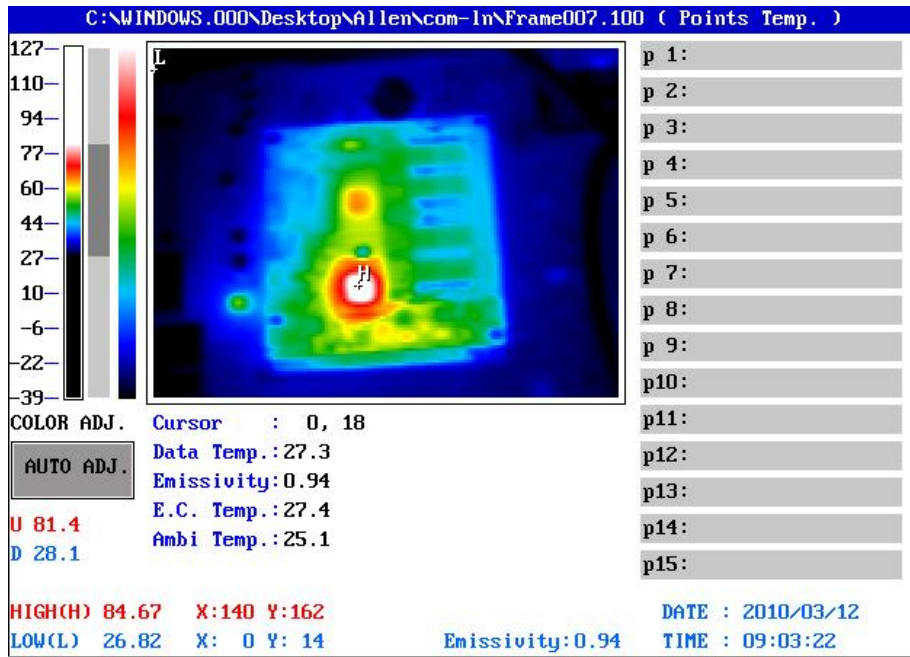 C:\WINDOWS.000\Desktop\Allen\com-ln\Frame007.100 ( Points Temp. )
127
110
94
77
60
44
27
10
-6
-22
-39
L
H
COLOR ADJ.
AUTO ADJ.
U 81.4
D 28.1
Cursor : 0, 18
Data Temp.:27.3
Emissivity:0.94
E.C. Temp.:27.4
Ambi Temp.:25.1
p 1:
p 2:
p 3:
p 4:
p 5:
p 6:
p 7:
p 8:
p 9:
p10:
p11:
p12:
p13:
p14:
p15:
HIGH(H) 84.67 X:140 Y:162
LOW(L) 26.82 X: 0 Y: 14
Emissivity:0.94
DATE : 2010/03/12
TIME : 09:03:22